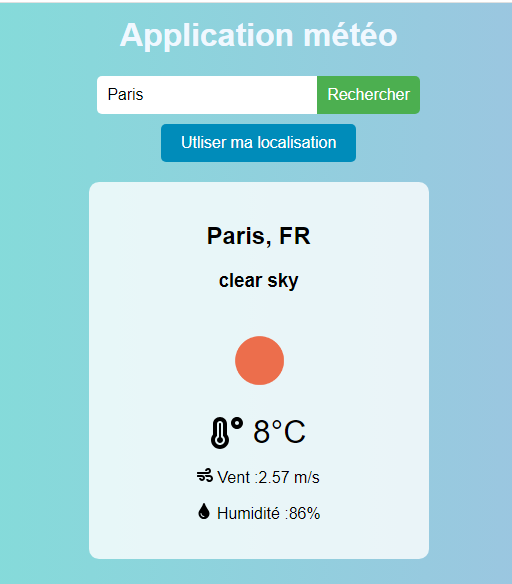 Application météo
Paris
Rechercher
Utliser ma localisation
Paris, FR
clear sky
8°C
Vent :2.57 m/s
Humidité :86%